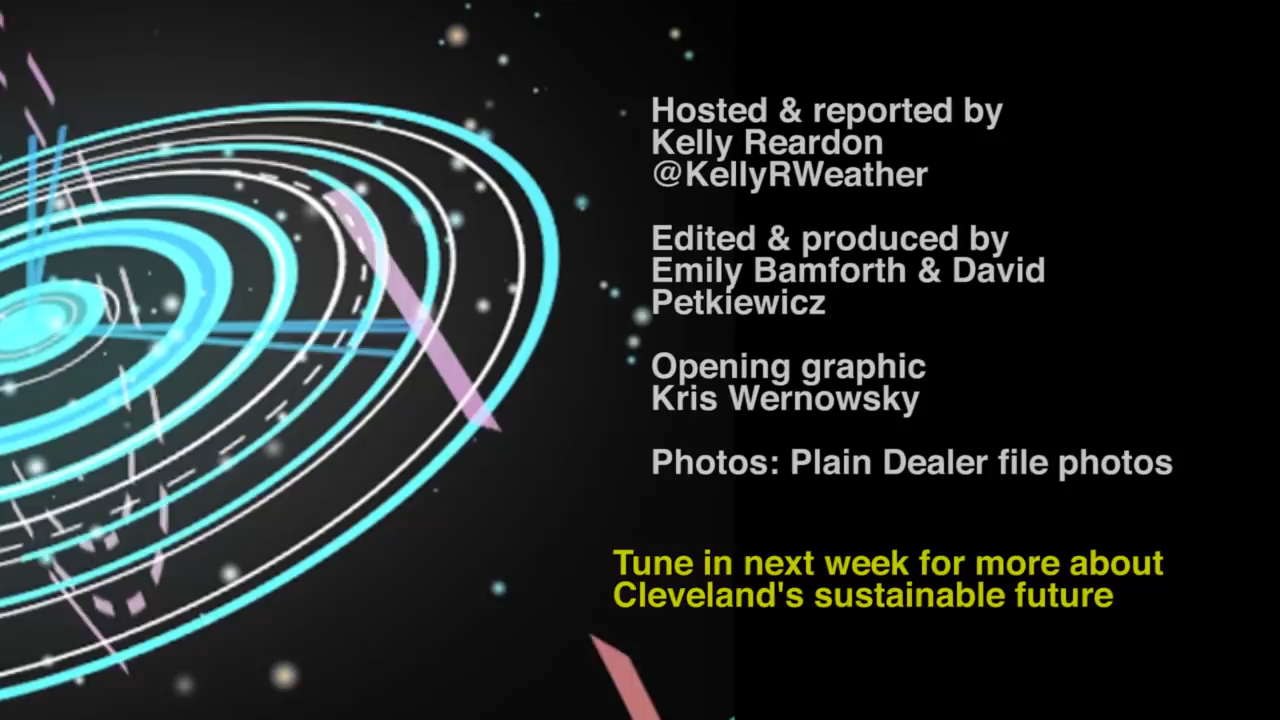 Hosted & reported by
Kelly Reardon
@KellyRWeather
Edited & produced by
Emily Bamforth & David
Petkiewicz
Opening graphic
Kris Wernowsky
Photos: Plain Dealer file photos
Tune in next week for more about
Cleveland's sustainable future